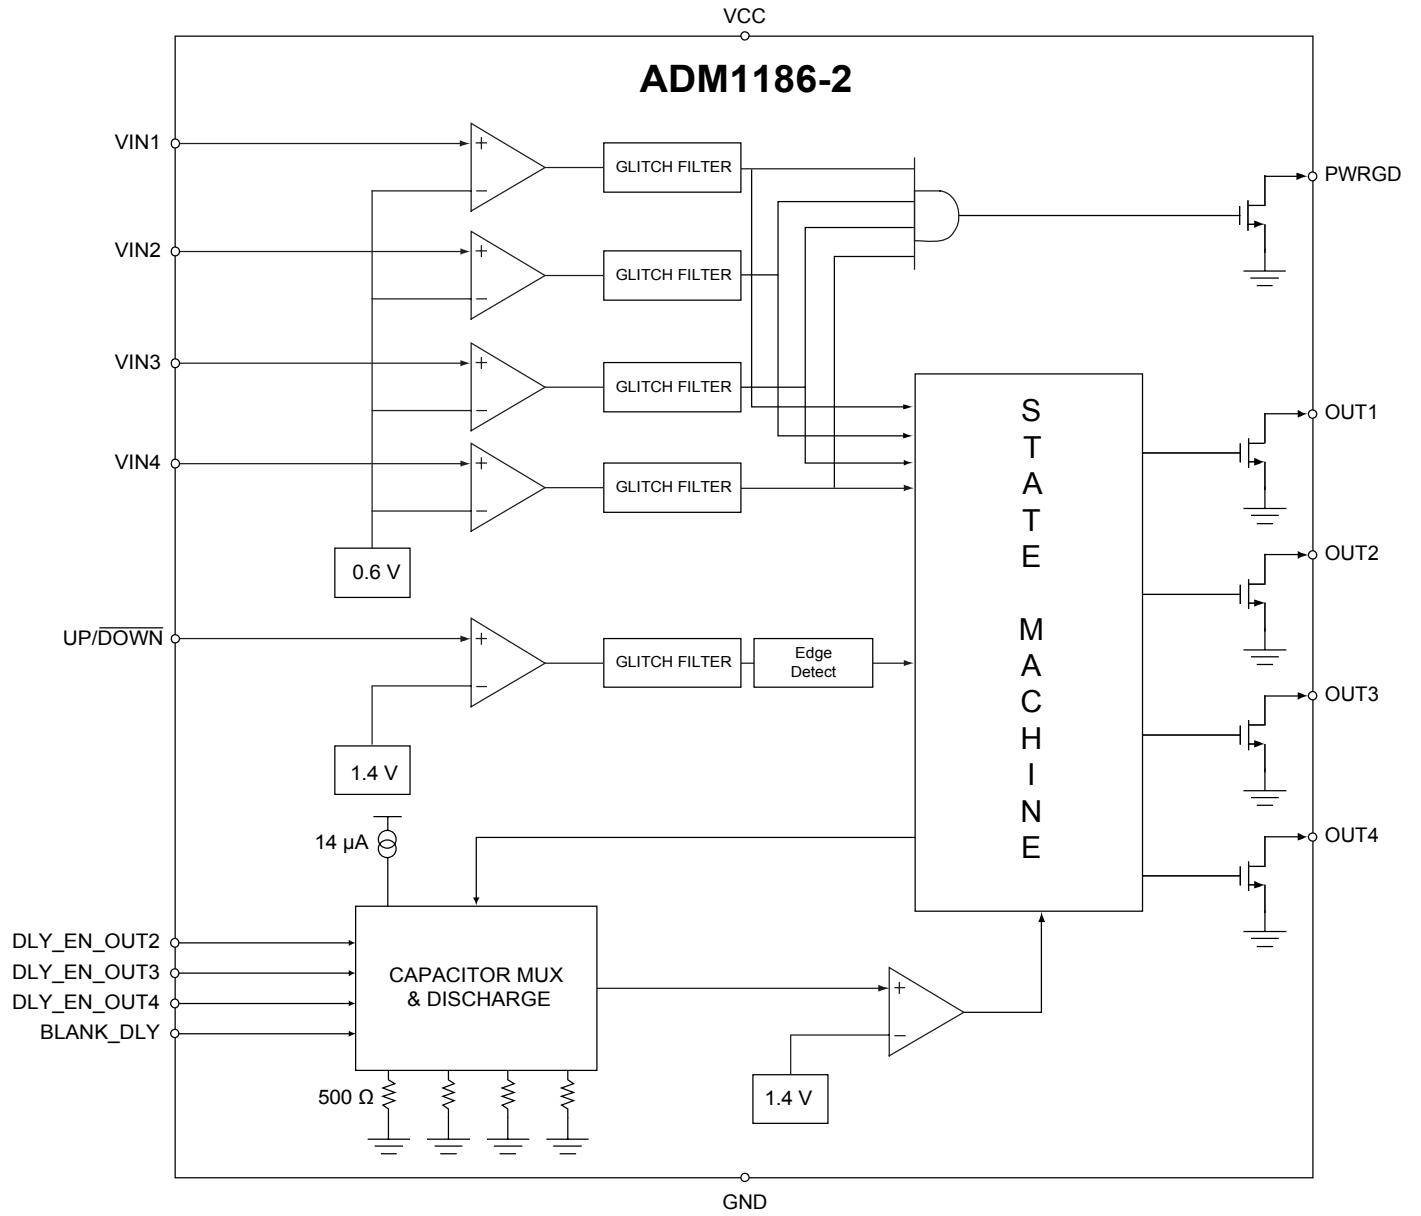 VCC
ADM1186-2
VIN1
+
−
GLITCH FILTER
PWRGD
VIN2
+
−
GLITCH FILTER
VIN3
+
−
GLITCH FILTER
VIN4
+
−
GLITCH FILTER
0.6 V
STATE MACHINE
OUT1
OUT2
OUT3
OUT4
UP/DOWN
+
−
GLITCH FILTER
Edge
Detect
1.4 V
14 µA
DLY_EN_OUT2
DLY_EN_OUT3
DLY_EN_OUT4
BLANK_DLY
CAPACITOR MUX
& DISCHARGE
500 Ω
+
−
1.4 V
GND